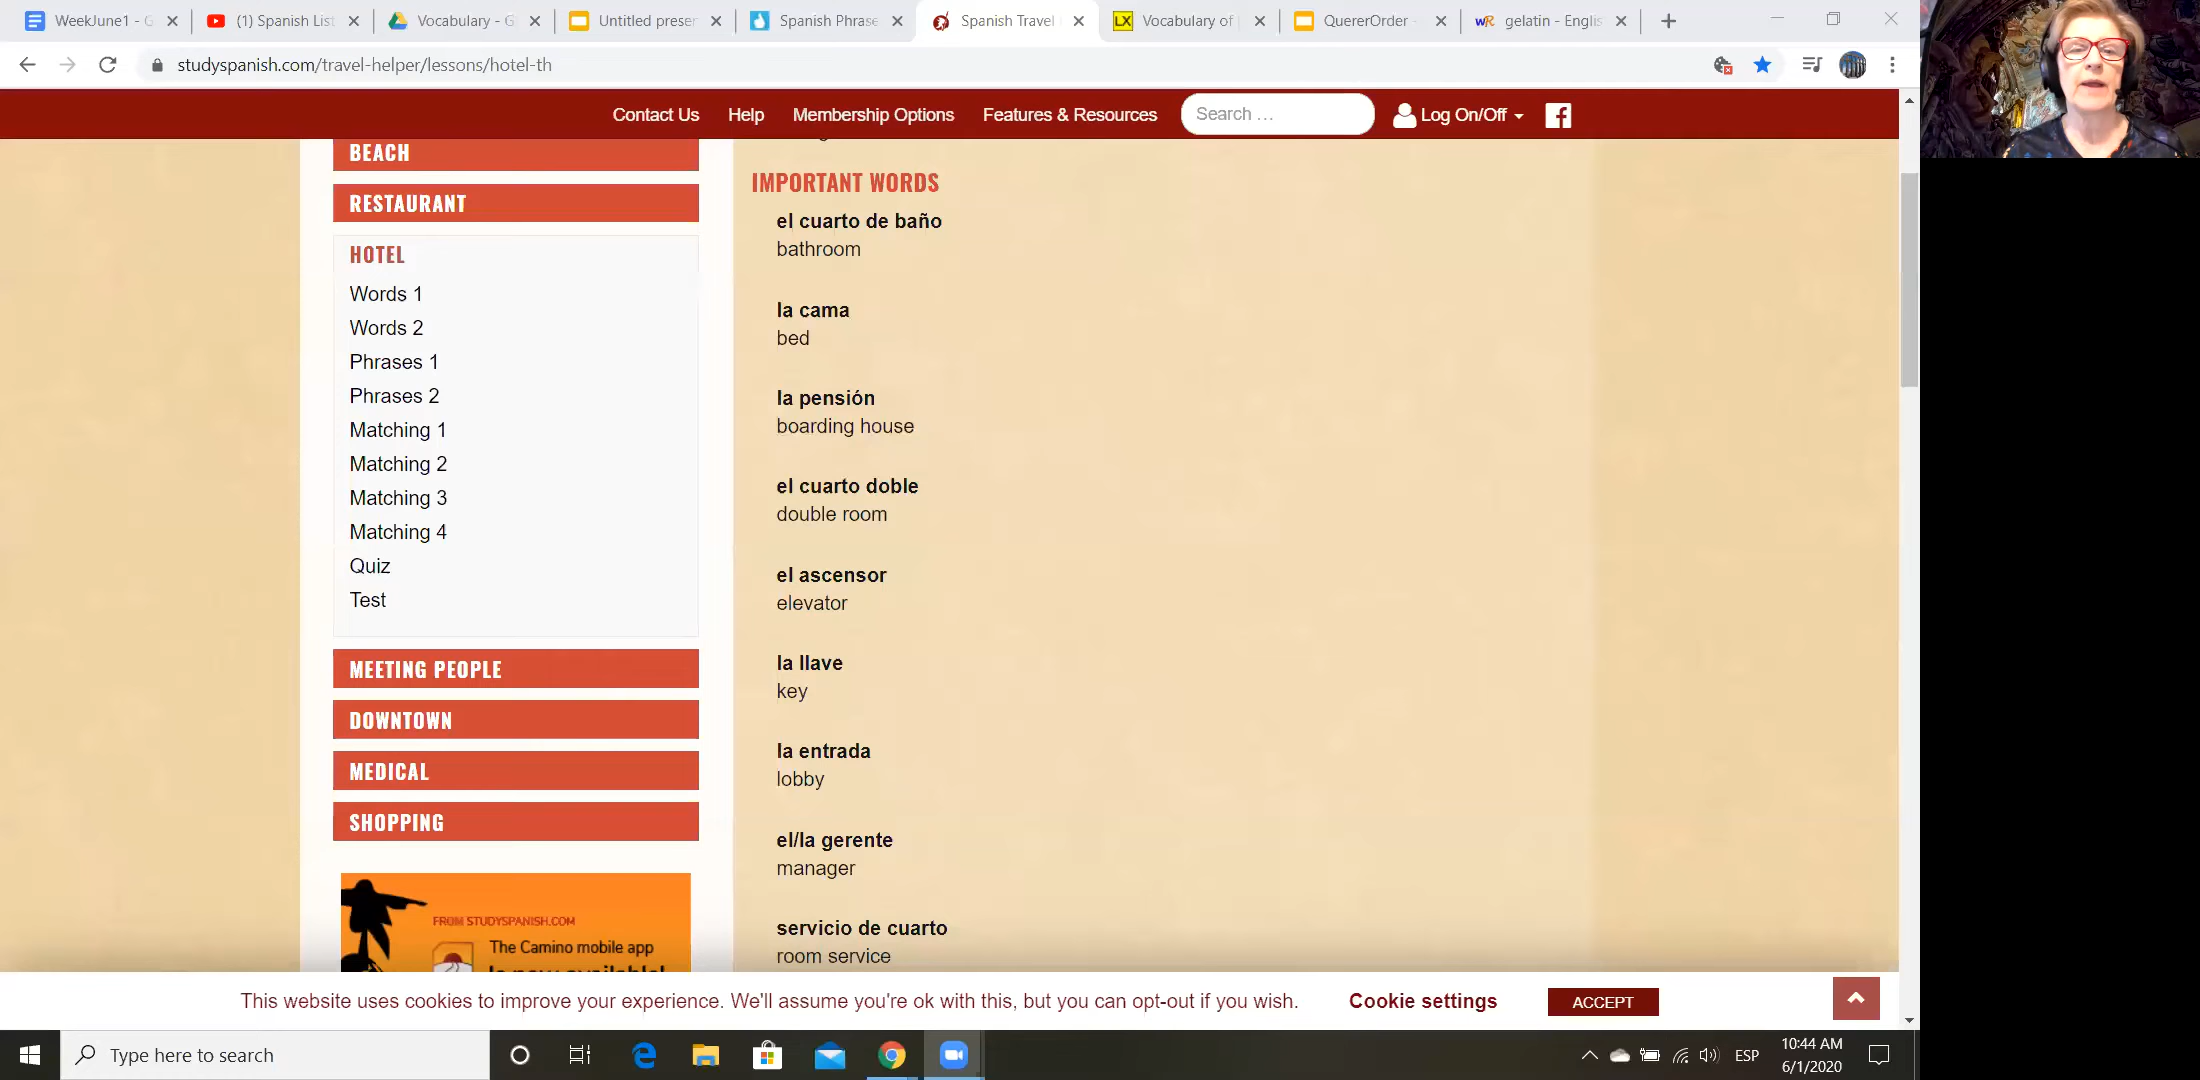 WeekJune1 - G
(1) Spanish List
Vocabulary - G
Untitled presen
Spanish Phrase
Spanish Travel
Vocabulary of
QuererOrder -
gelatin - Englis
studyspanish.com/travel-helper/lessons/hotel-th
Contact Us
Help
Membership Options
Features & Resources
Search ...
Log On/Off
BEACH
RESTAURANT
HOTEL
Words 1
Words 2
Phrases 1
Phrases 2
Matching 1
Matching 2
Matching 3
Matching 4
Quiz
Test
MEETING PEOPLE
DOWNTOWN
MEDICAL
SHOPPING
FROM STUDYSPANISH.COM
The Camino mobile app
is now available!
IMPORTANT WORDS
el cuarto de baño
bathroom
la cama
bed
la pensión
boarding house
el cuarto doble
double room
el ascensor
elevator
la llave
key
la entrada
lobby
el/la gerente
manager
servicio de cuarto
room service
This website uses cookies to improve your experience. We'll assume you're ok with this, but you can opt-out if you wish.
Cookie settings
ACCEPT
Type here to search
ESP
10:44 AM
6/1/2020